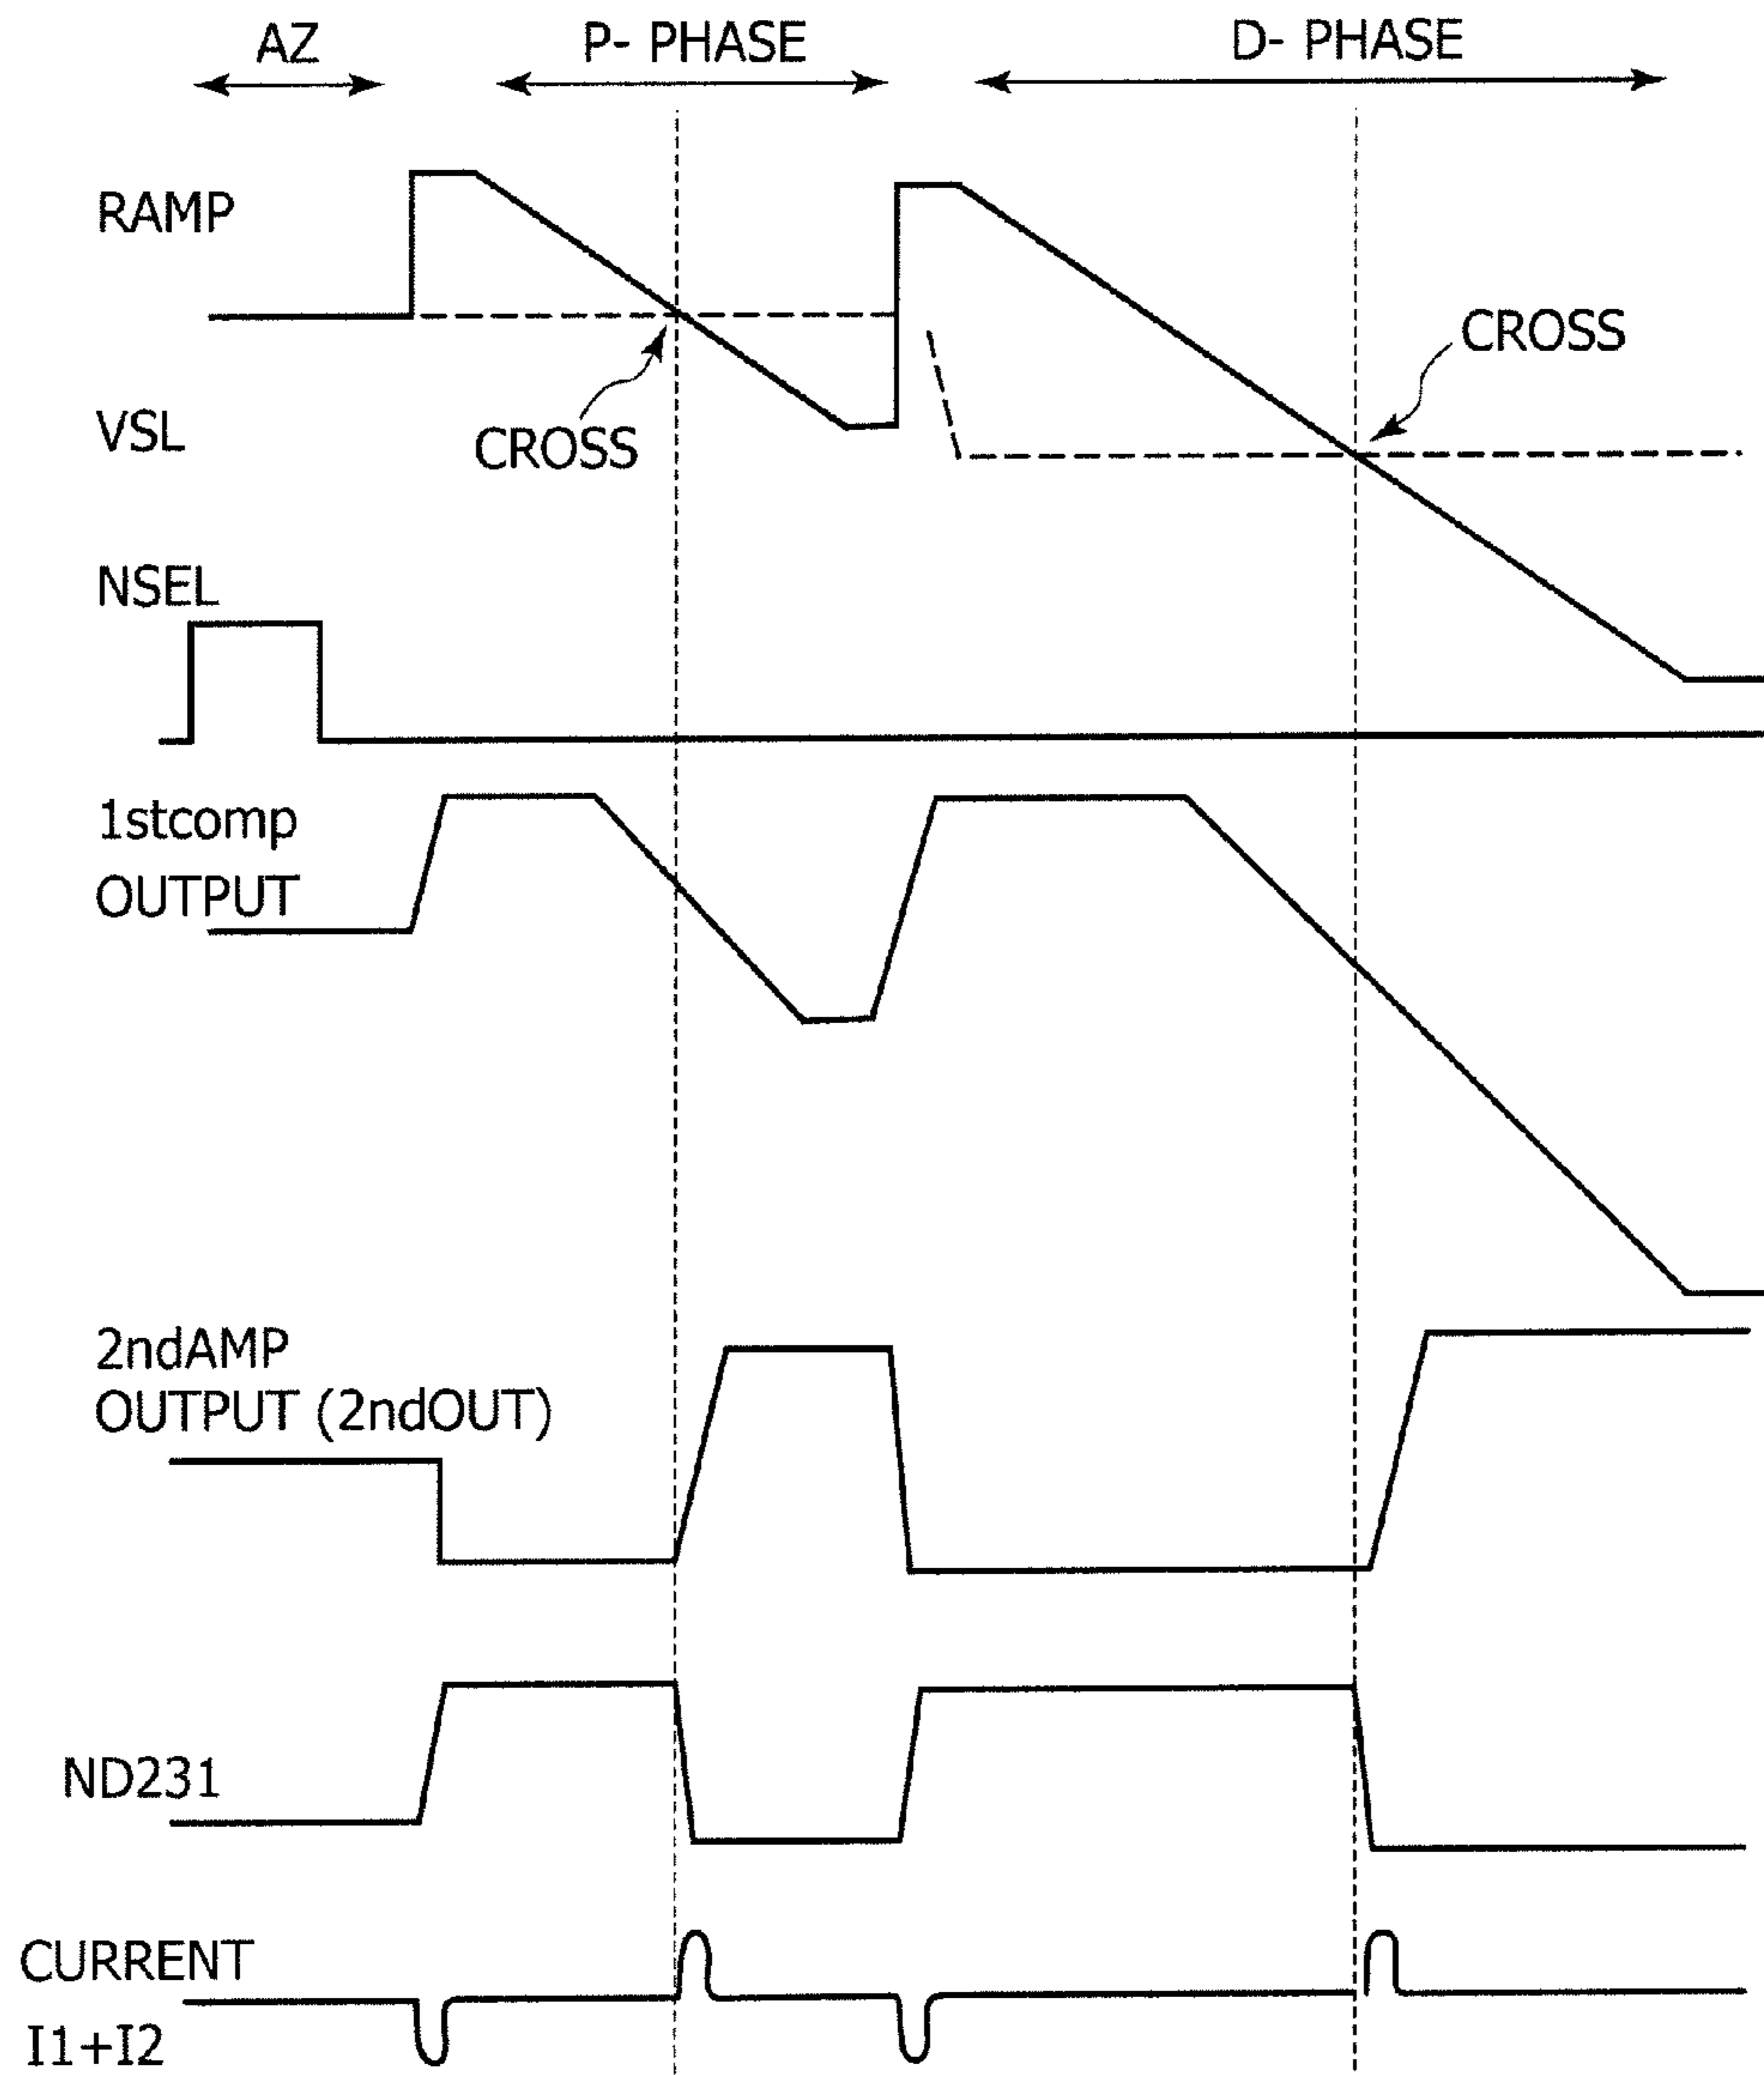 AZ
P- PHASE
D- PHASE
RAMP
CROSS
VSL
CROSS
NSEL
1stcomp
OUTPUT
2ndAMP
OUTPUT (2ndOUT)
ND231
CURRENT
I1+I2